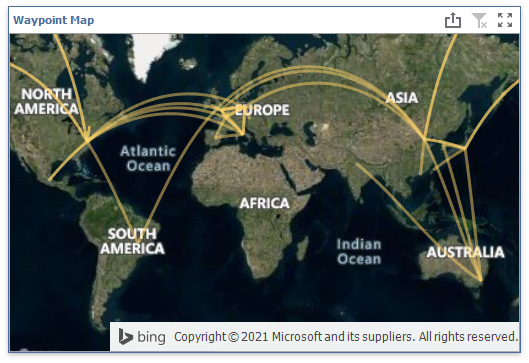 Waypoint Map
NORTH
AMERICA
EUROPE
ASIA
Atlantic
Ocean
AFRICA
SOUTH
AMERICA
Indian
Ocean
AUSTRALIA
bing Copyright © 2021 Microsoft and its suppliers. All rights reserved.